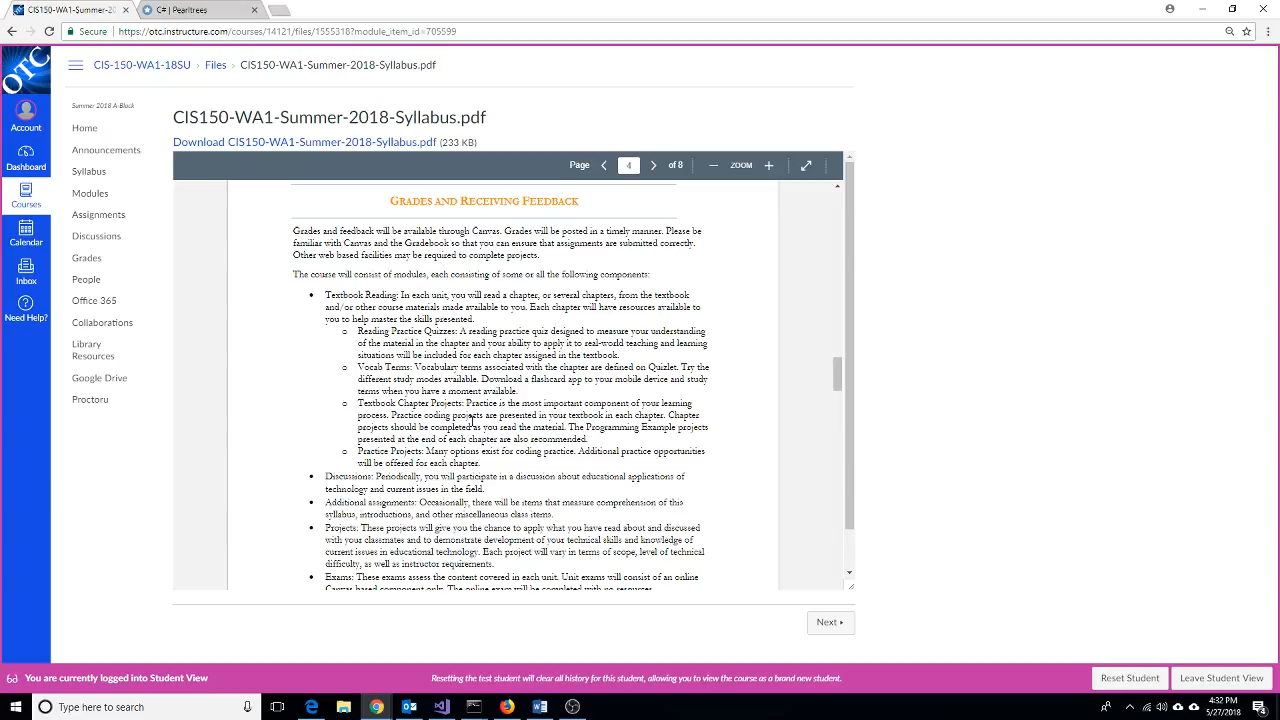 CIS150-WA1-Summer-20
C# | Pearltrees
Secure | https://otc.instructure.com/courses/14121/files/1555318?module_item_id=705599
OTC
CIS-150-WA1-18SU > Files > CIS150-WA1-Summer-2018-Syllabus.pdf
Account
Dashboard
Courses
Calendar
Inbox
Need Help?
Summer 2018 A-Block
Home
Announcements
Syllabus
Modules
Assignments
Discussions
Grades
People
Office 365
Collaborations
Library
Resources
Google Drive
Proctoru
CIS150-WA1-Summer-2018-Syllabus.pdf
Download CIS150-WA1-Summer-2018-Syllabus.pdf (233 KB)
Page 4 of 8 ZOOM
GRADES AND RECEIVING FEEDBACK
Grades and feedback will be available through Canvas. Grades will be posted in a timely manner. Please be
familiar with Canvas and the Gradebook so that you can ensure that assignments are submitted correctly.
Other web based facilities may be required to complete projects.
The course will consist of modules, each consisting of some or all the following components:
• Textbook Reading: In each unit, you will read a chapter, or several chapters, from the textbook
and/or other course materials made available to you. Each chapter will have resources available to
you to help master the skills presented.
o Reading Practice Quizzes: A reading practice quiz designed to measure your understanding
of the material in the chapter and your ability to apply it to real-world teaching and learning
situations will be included for each chapter assigned in the textbook.
o Vocab Terms: Vocabulary terms associated with the chapter are defined on Quizlet. Try the
different study modes available. Download a flashcard app to your mobile device and study
terms when you have a moment available.
o Textbook Chapter Projects: Practice is the most important component of your learning
process. Practice coding projects are presented in your textbook in each chapter. Chapter
projects should be completed as you read the material. The Programming Example projects
presented at the end of each chapter are also recommended.
o Practice Projects: Many options exist for coding practice. Additional practice opportunities
will be offered for each chapter.
• Discussions: Periodically, you will participate in a discussion about educational applications of
technology and current issues in the field.
• Additional assignments: Occasionally, there will be items that measure comprehension of this
syllabus, introductions, and other miscellaneous class items.
• Projects: These projects will give you the chance to apply what you have read about and discussed
with your classmates and to demonstrate development of your technical skills and knowledge of
current issues in educational technology. Each project will vary in terms of scope, level of technical
difficulty, as well as instructor requirements.
• Exams: These exams assess the content covered in each unit. Unit exams will consist of an online
Canvas based component only. The online exam will be completed with no resources.
Next
You are currently logged into Student View
Resetting the test student will clear all history for this student, allowing you to view the course as a brand new student.
Reset Student
Leave Student View
Type here to search
4:32 PM
5/27/2018